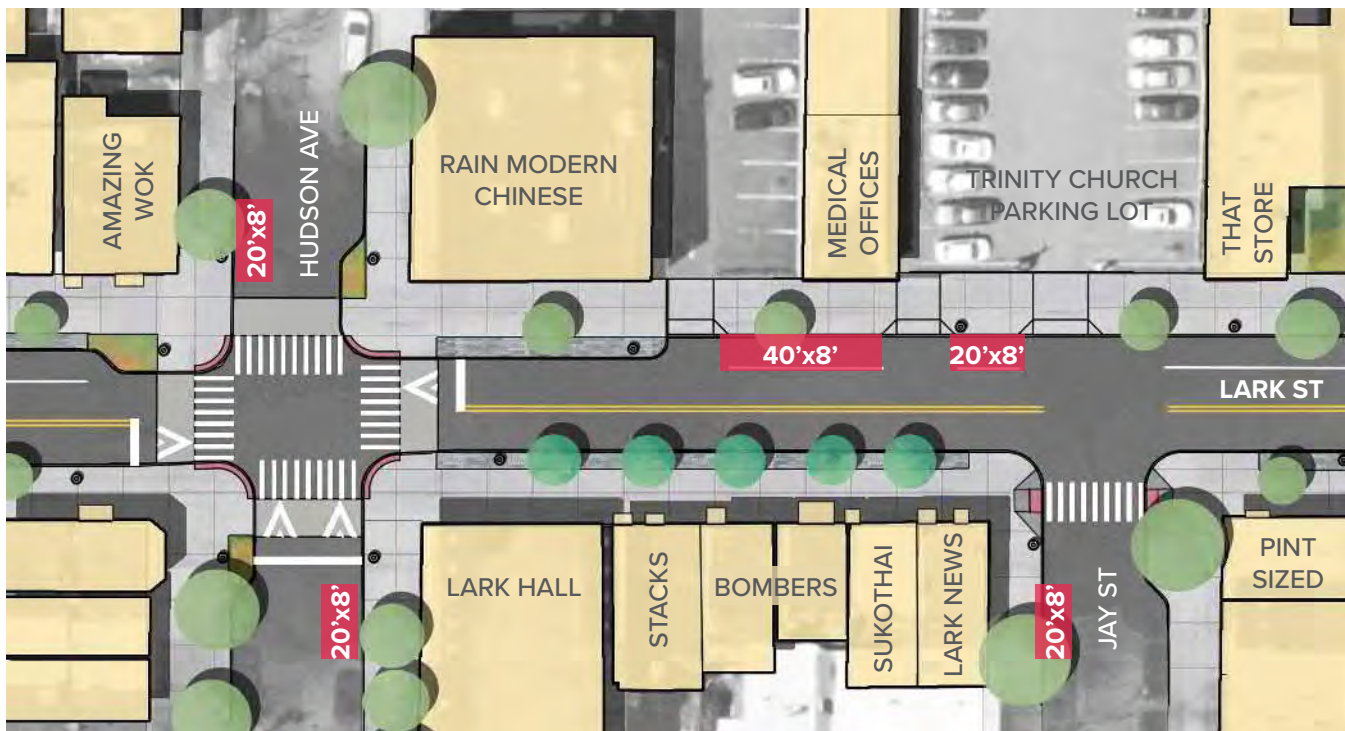 AMAZING
WOK
20'x8'
HUDSON AVE
RAIN MODERN
CHINESE
MEDICAL
OFFICES
TRINITY CHURCH
PARKING LOT
THAT
STORE
40'x8'
20'x8'
LARK ST
LARK HALL
STACKS
BOMBERS
SUKOTHAI
LARK NEWS
20'x8'
20'x8'
JAY ST
PINT
SIZED